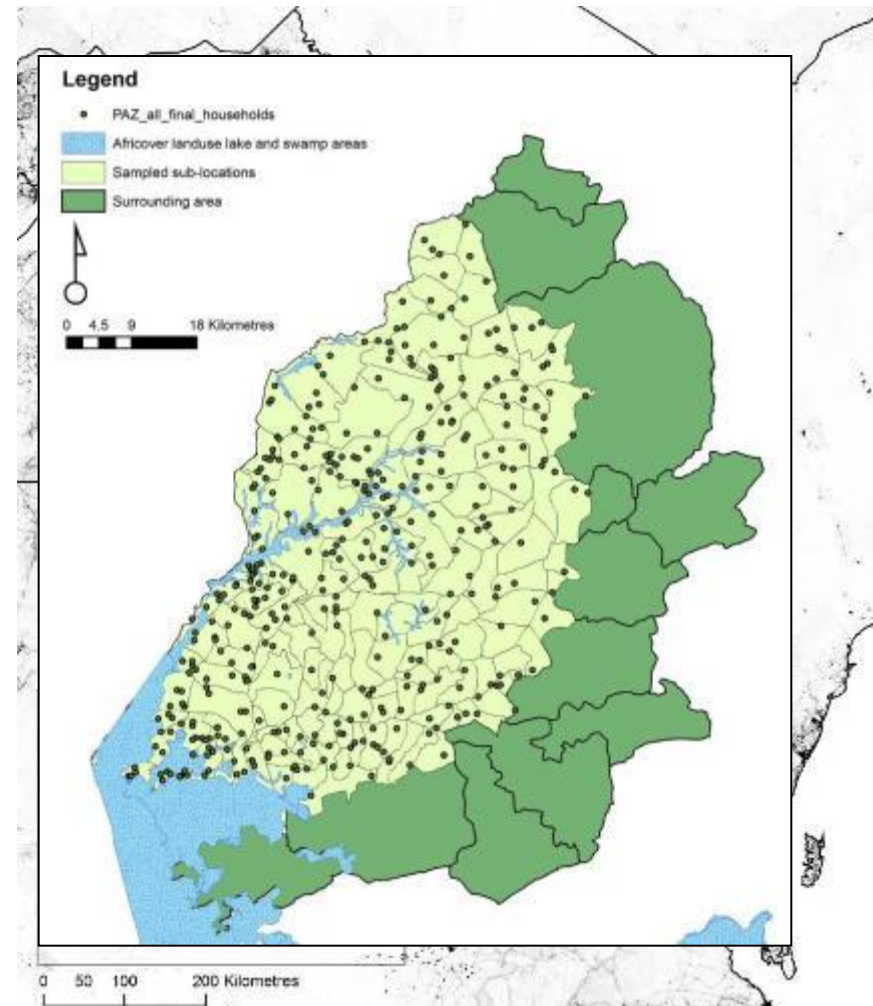 Legend
PAZ_all_final_households
Africover landuse lake and swamp areas
Sampled sub-locations
Surrounding area
0 4.5 9 18 Kilometres
0 50 100 200 Kilometres